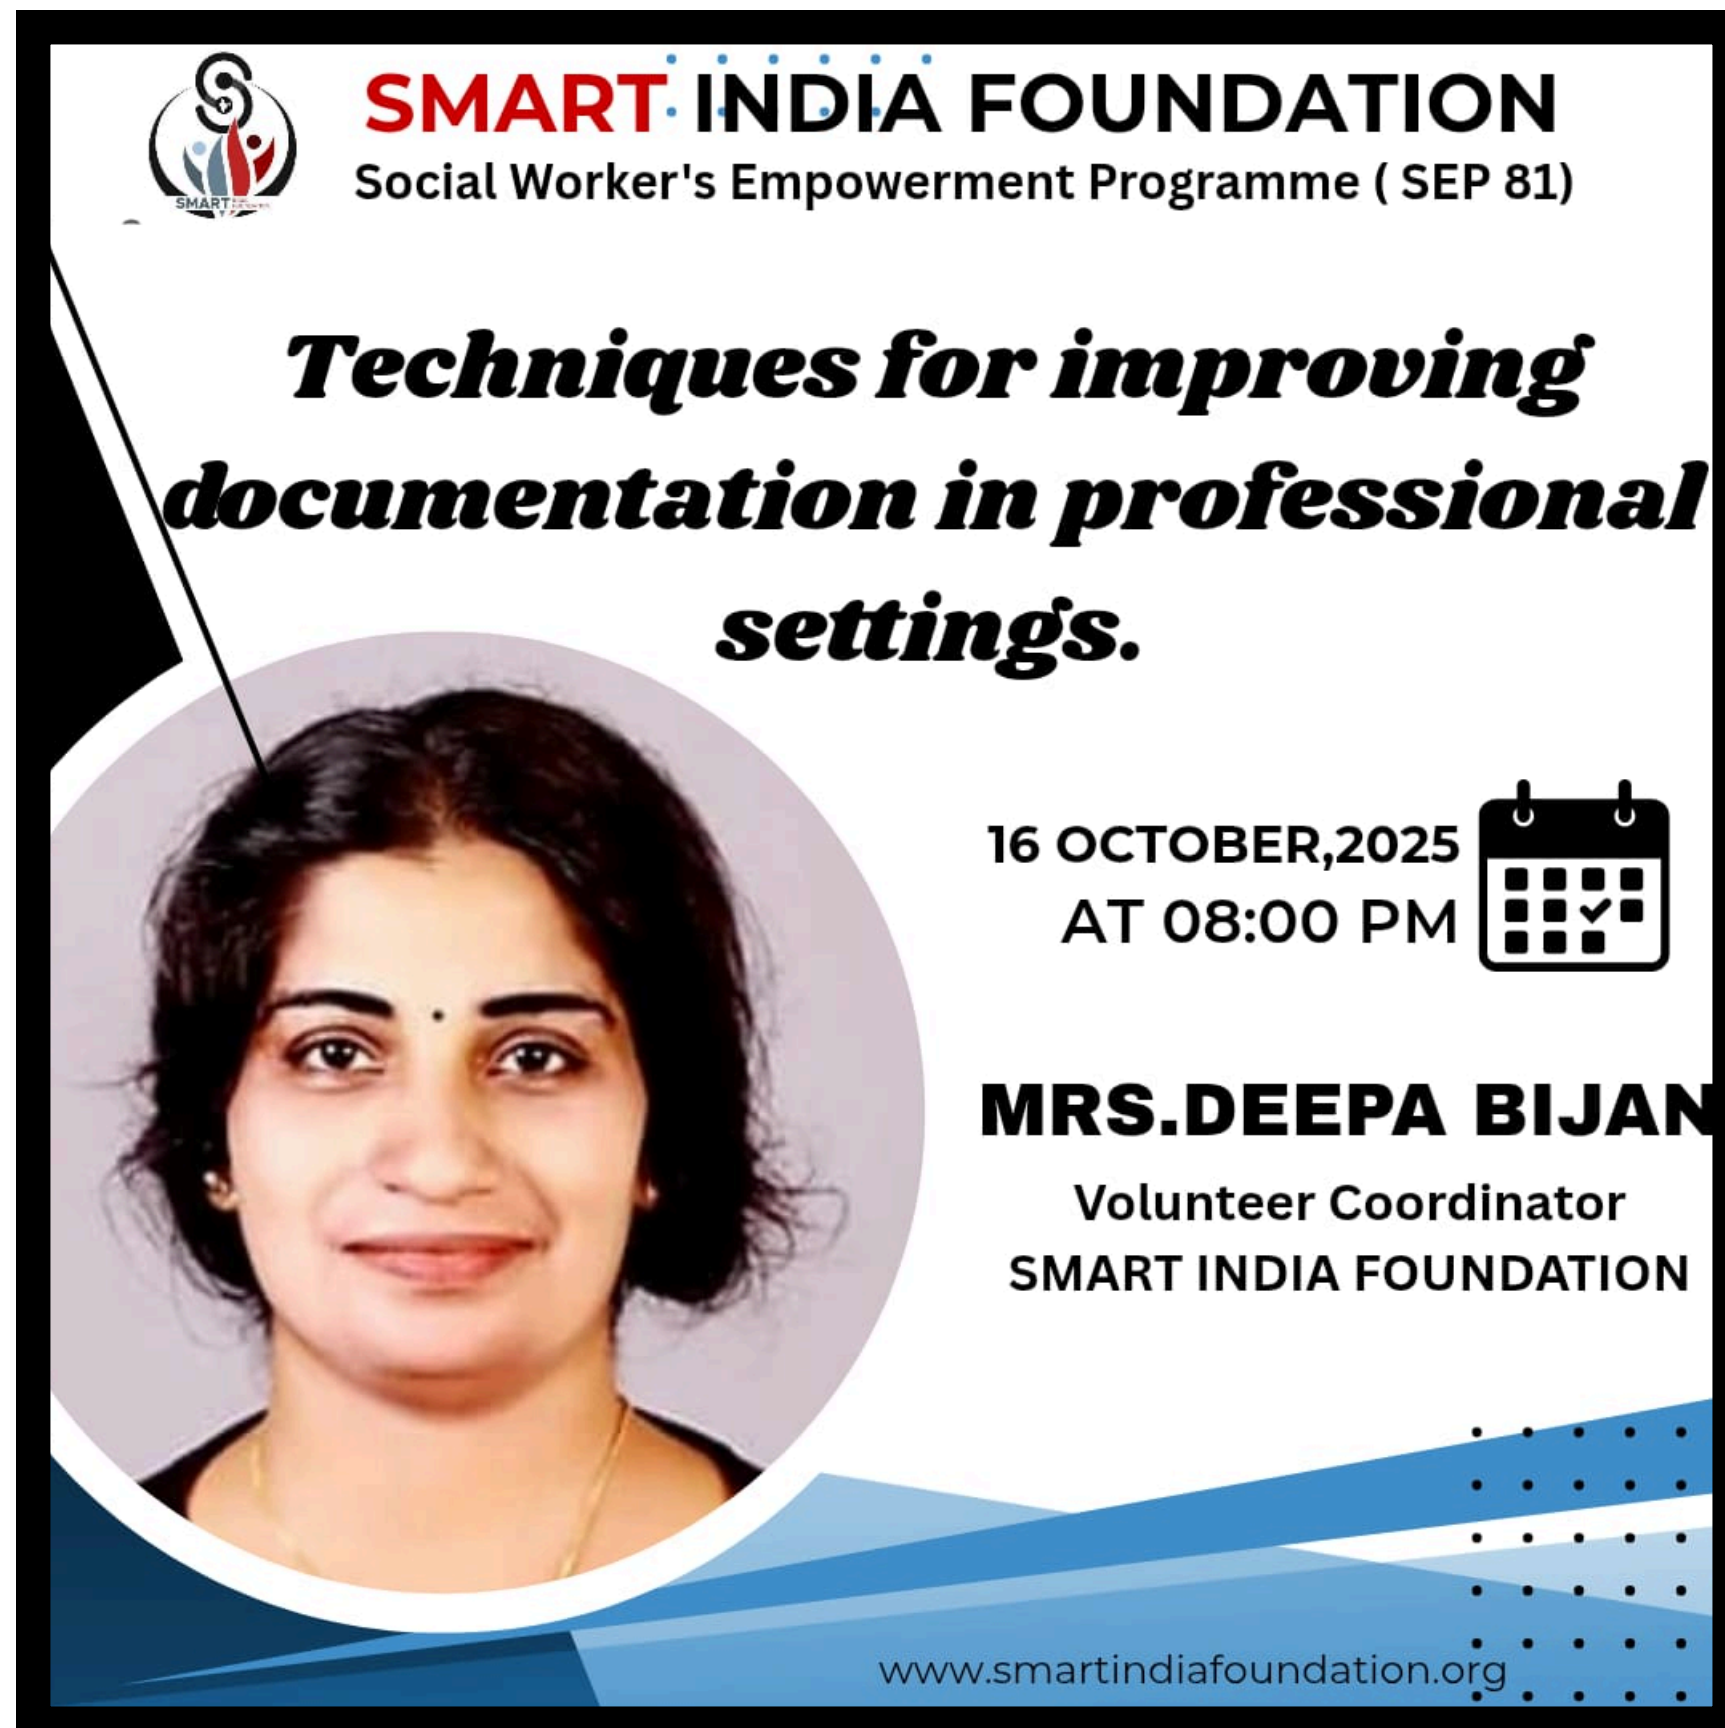 SMART INDIA FOUNDATION
Social Worker's Empowerment Programme ( SEP 81)
SMART
Techniques for improving
documentation in professional
settings.
16 OCTOBER,2025
AT 08:00 PM
MRS.DEEPA BIJAN
Volunteer Coordinator
SMART INDIA FOUNDATION
www.smartindiafoundation.org